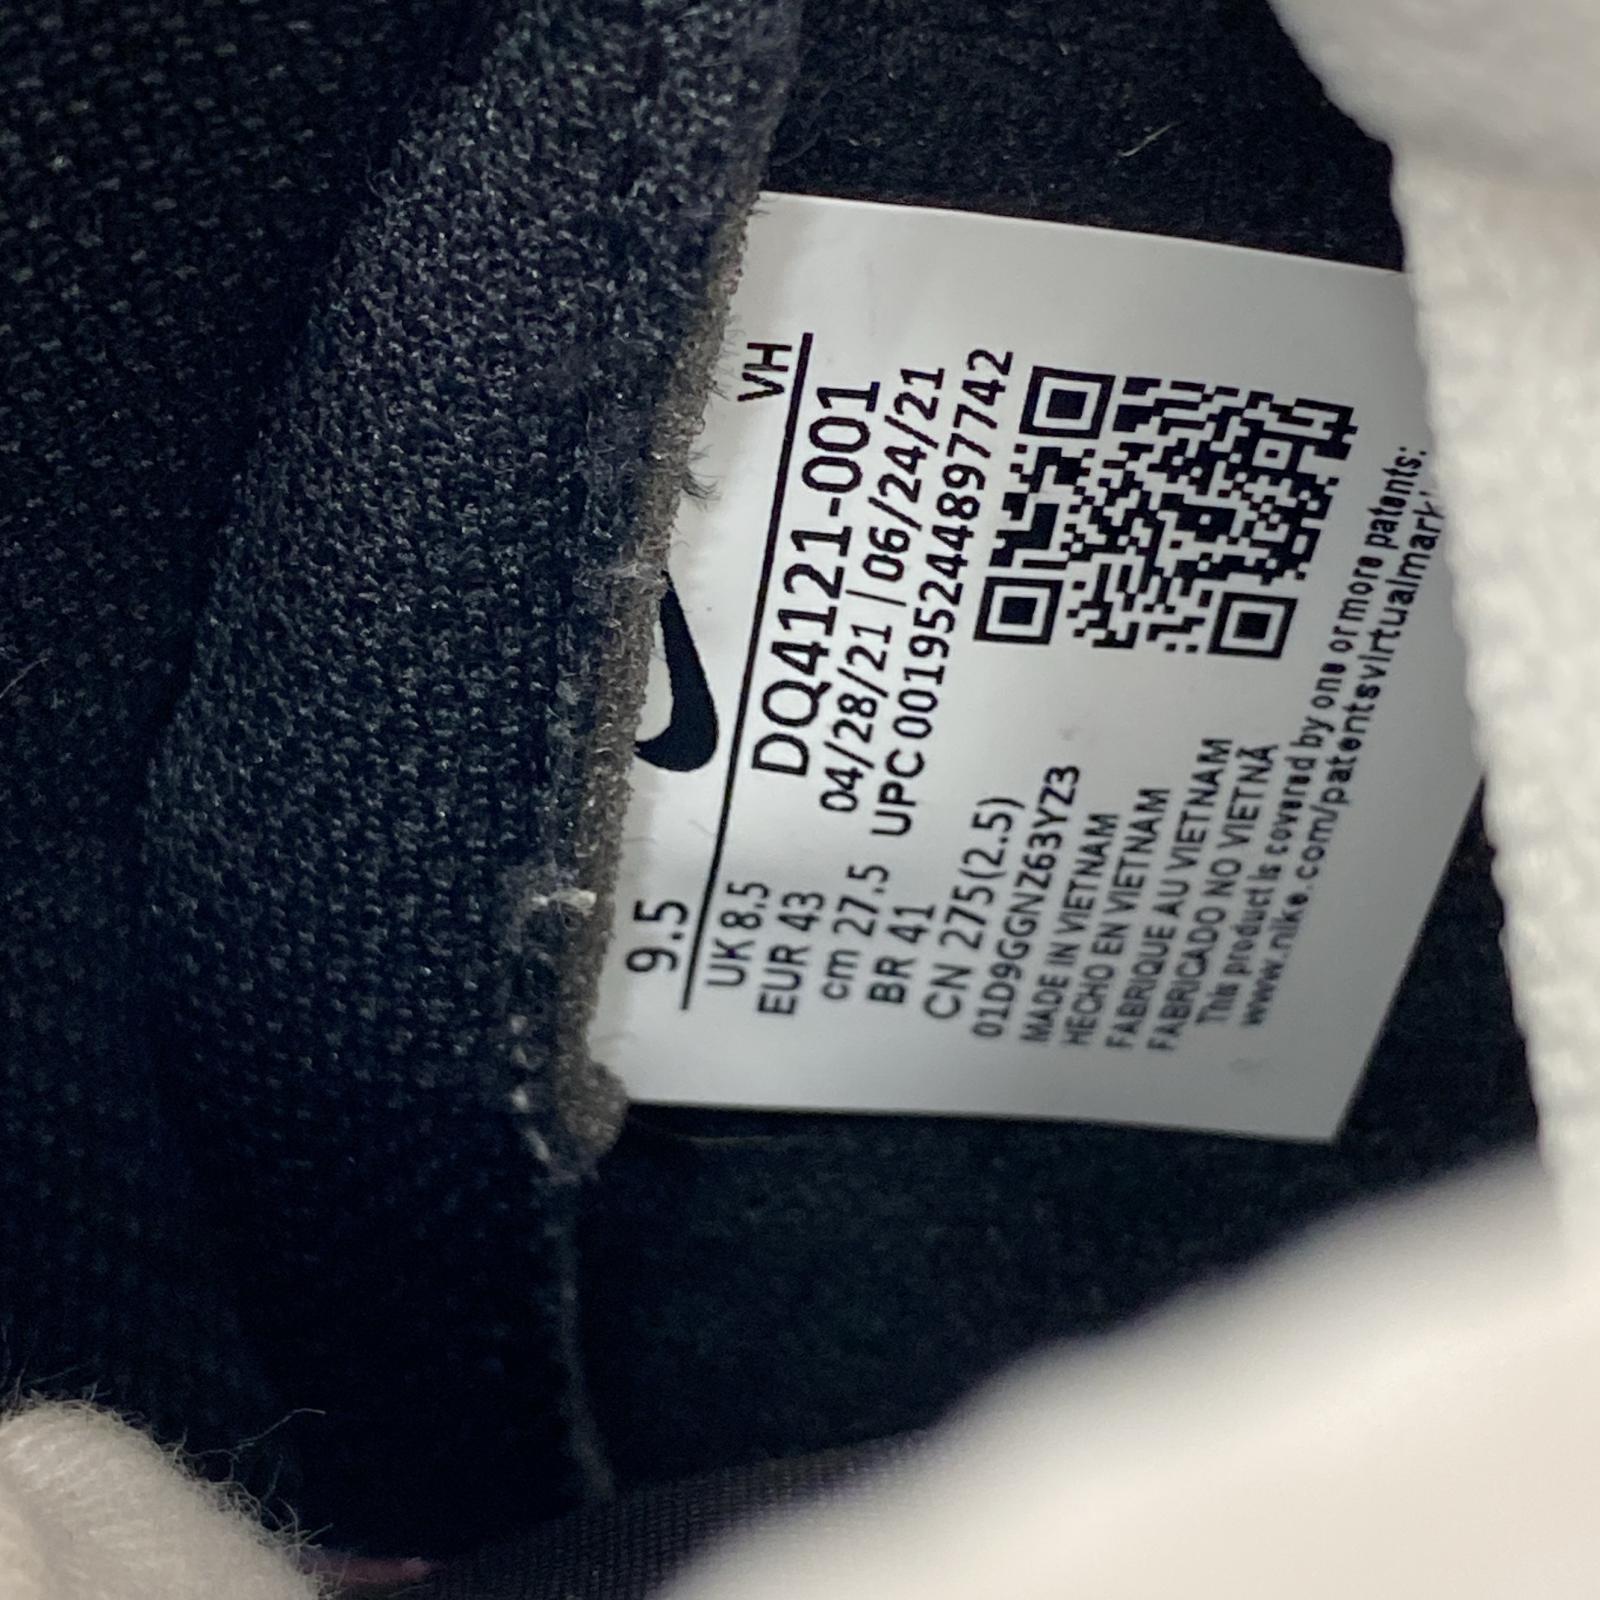 9.5 VH
UK 8.5 DQ4121-001
EUR 43 04/28/21 | 06/24/21
cm 27.5 UPC 00195244897742
BR 41
CN 275(2.5)
01D9GGNZ63YZ3
MADE IN VIETNAM
HECHO EN VIETNAM
FABRIQUE AU VIETNAM
FABRICADO NO VIETNÃ
This product is covered by one or more patents:
www.nike.com/patentsvirtualmark